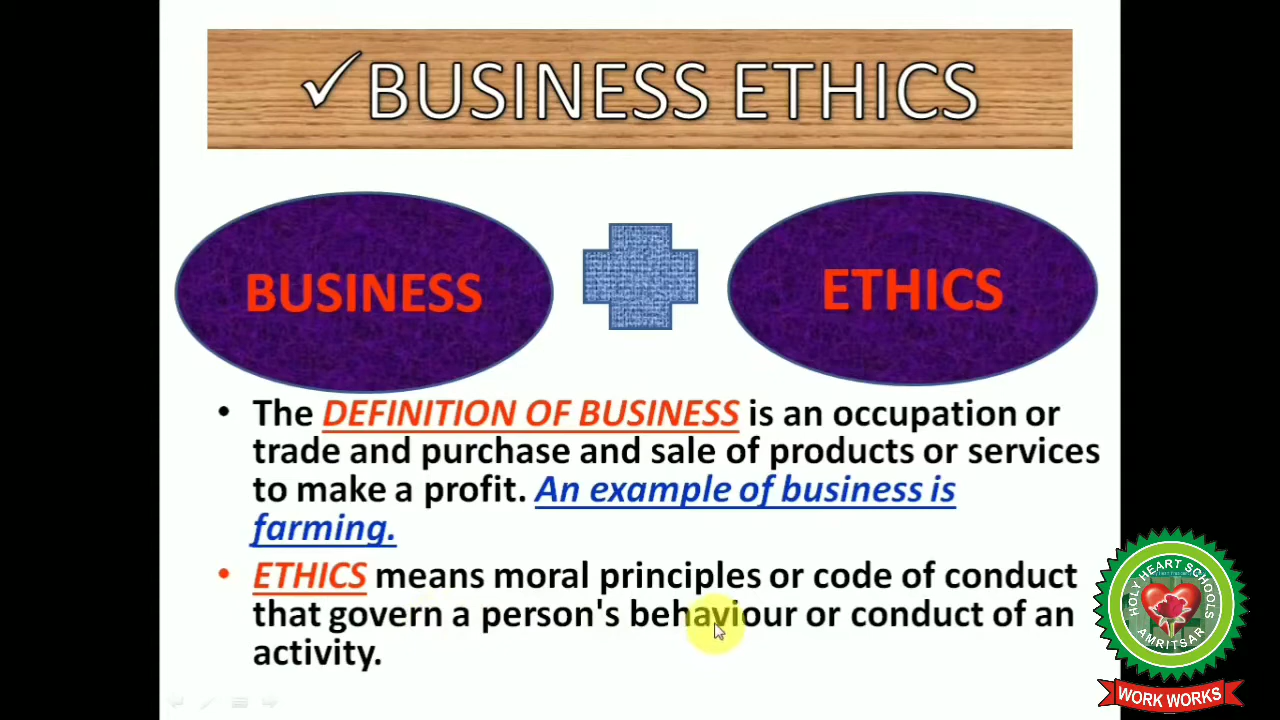 ✓BUSINESS ETHICS
BUSINESS
ETHICS
• The DEFINITION OF BUSINESS is an occupation or
trade and purchase and sale of products or services
to make a profit. An example of business is
farming.
• ETHICS means moral principles or code of conduct
that govern a person's behaviour or conduct of an
activity.
HOLY HEART SCHOOLS
AMRITSAR
WORK WORKS